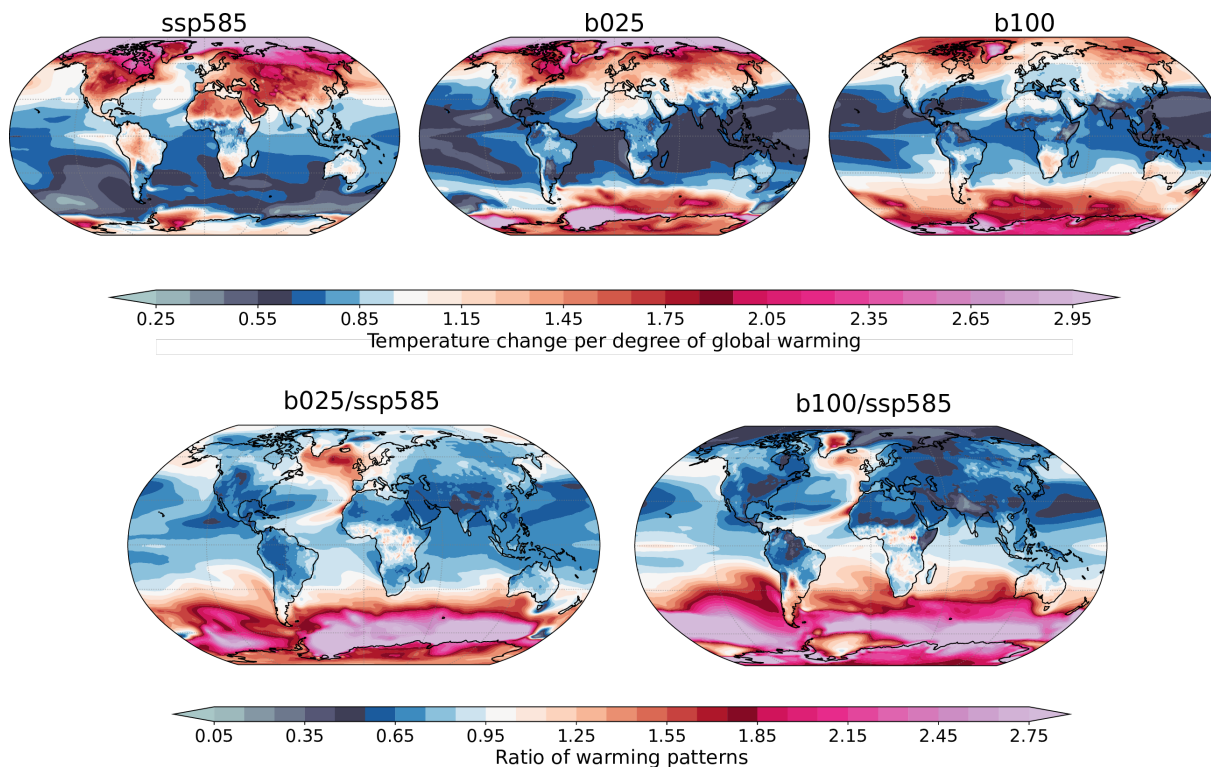 ssp585 b025 b100
0.25 0.55 0.85 1.15 1.45 1.75 2.05 2.35 2.65 2.95
Temperature change per degree of global warming
b025/ssp585 b100/ssp585
0.05 0.35 0.65 0.95 1.25 1.55 1.85 2.15 2.45 2.75
Ratio of warming patterns